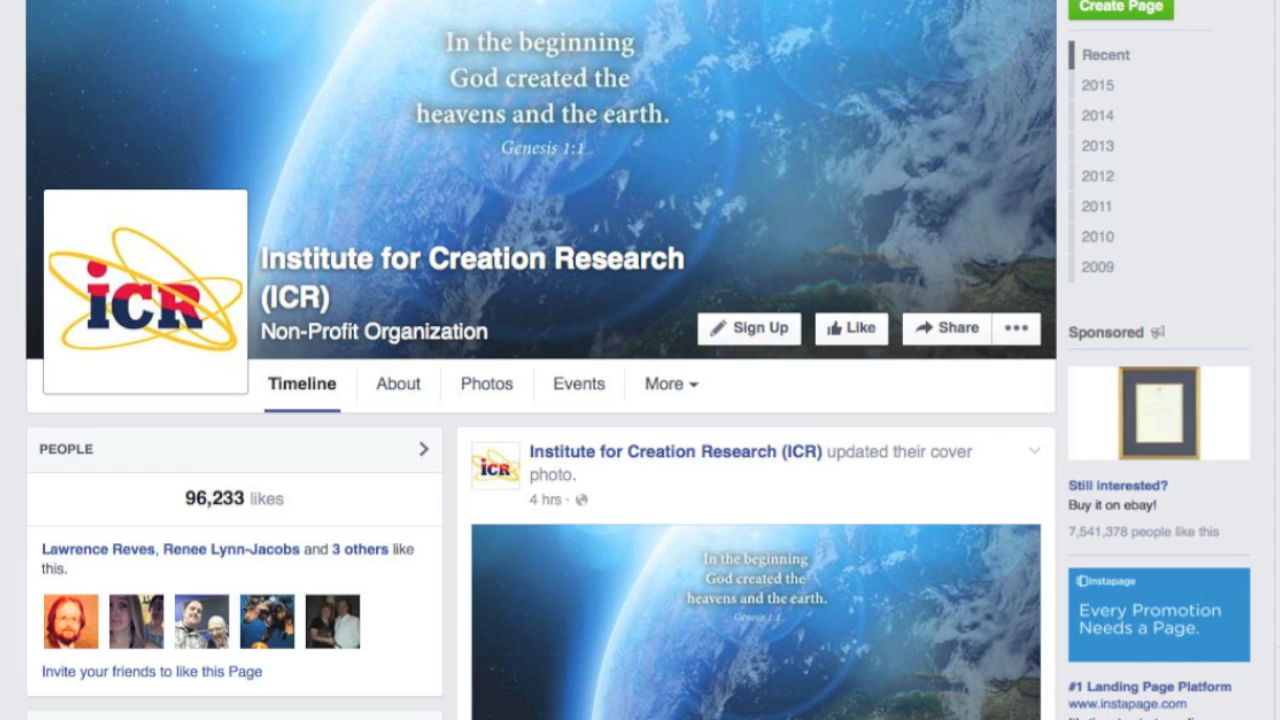 In the beginning
God created the
heavens and the earth.
Genesis 1:1
iCR
Institute for Creation Research
(ICR)
Non-Profit Organization
Sign Up
Like
Share
Timeline
About
Photos
Events
More
PEOPLE
96,233 likes
Lawrence Reves, Renee Lynn-Jacobs and 3 others like
this.
Invite your friends to like this Page
iCR
Institute for Creation Research (ICR) updated their cover
photo.
4 hrs ·
In the beginning
God created the
heavens and the earth.
Genesis 1:1
Create Page
Recent
2015
2014
2013
2012
2011
2010
2009
Sponsored
Still interested?
Buy it on ebay!
7,541,378 people like this
Instapage
Every Promotion
Needs a Page.
#1 Landing Page Platform
www.instapage.com